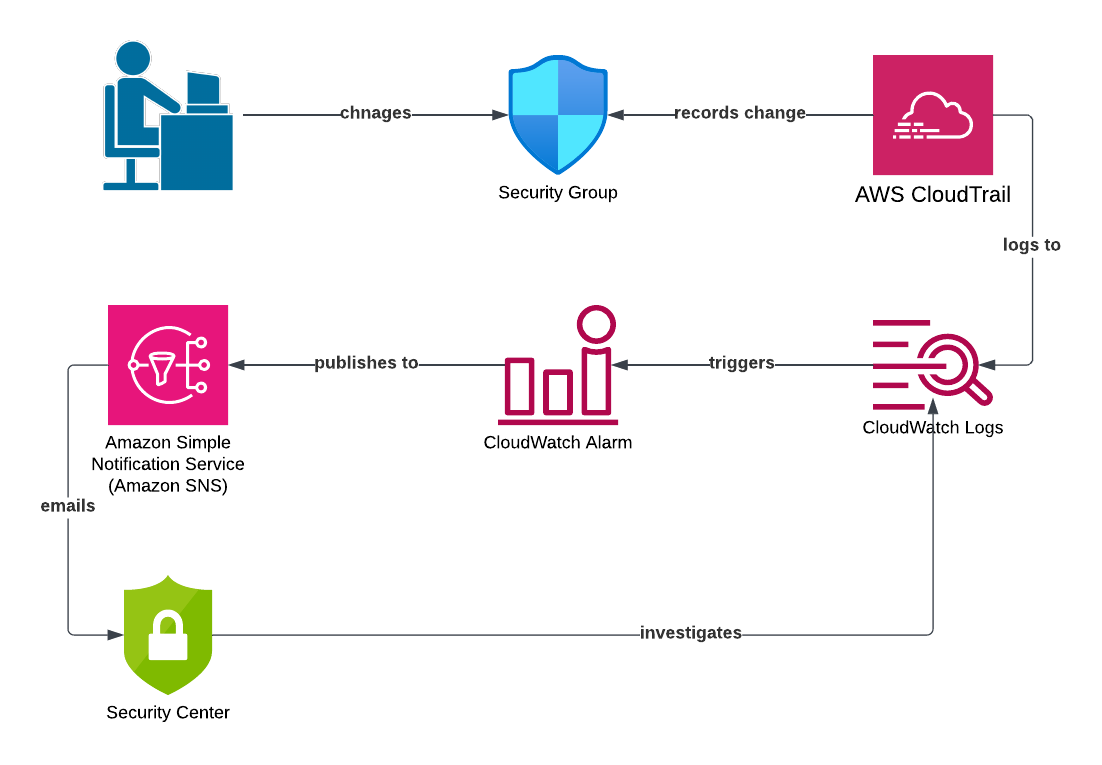 chnages
records change
Security Group
AWS CloudTrail
logs to
publishes to
triggers
Amazon Simple
Notification Service
(Amazon SNS)
CloudWatch Alarm
CloudWatch Logs
emails
investigates
Security Center